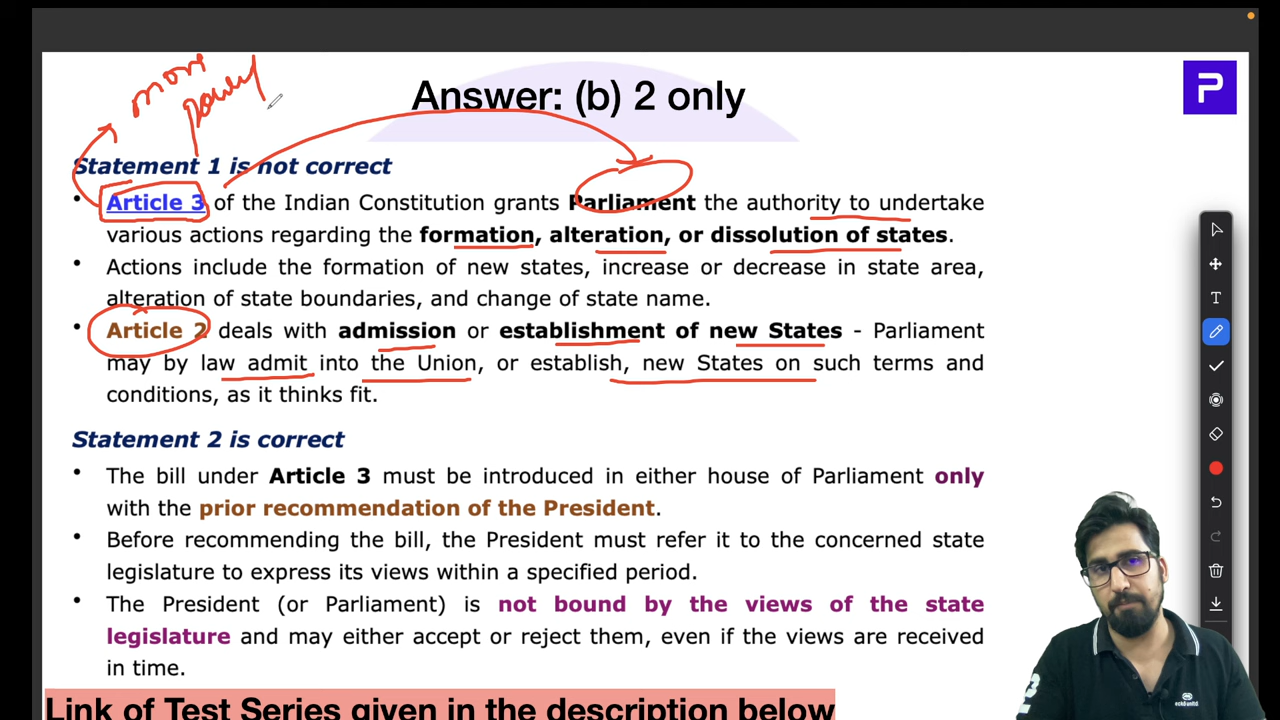 more
power
Answer: (b) 2 only
P
Statement 1 is not correct
• Article 3 of the Indian Constitution grants Parliament the authority to undertake
various actions regarding the formation, alteration, or dissolution of states.
• Actions include the formation of new states, increase or decrease in state area,
alteration of state boundaries, and change of state name.
• Article 2 deals with admission or establishment of new States - Parliament
may by law admit into the Union, or establish, new States on such terms and
conditions, as it thinks fit.
Statement 2 is correct
• The bill under Article 3 must be introduced in either house of Parliament only
with the prior recommendation of the President.
• Before recommending the bill, the President must refer it to the concerned state
legislature to express its views within a specified period.
• The President (or Parliament) is not bound by the views of the state
legislature and may either accept or reject them, even if the views are received
in time.
Link of Test Series given in the description below
T